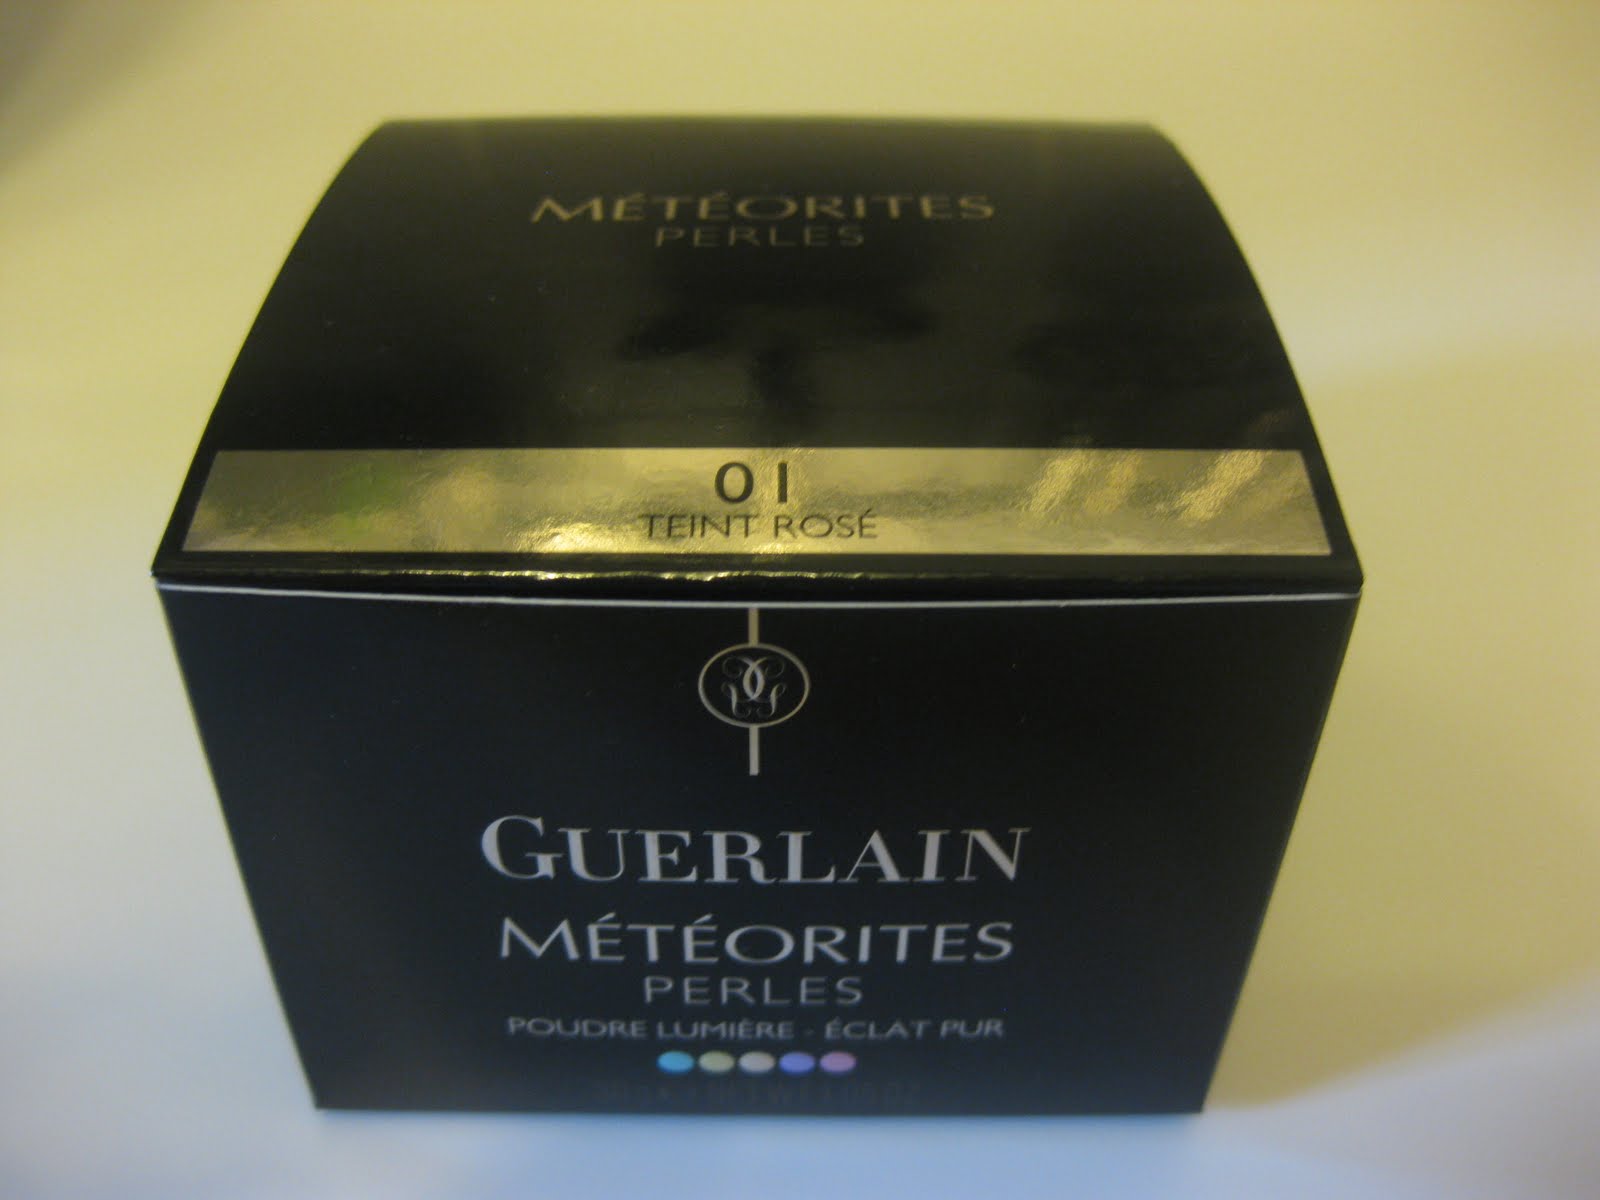 MÉTÉORITES
PERLES
01
TEINT ROSÉ
GUERLAIN
MÉTÉORITES
PERLES
POUDRE LUMIÈRE - ÉCLAT PUR